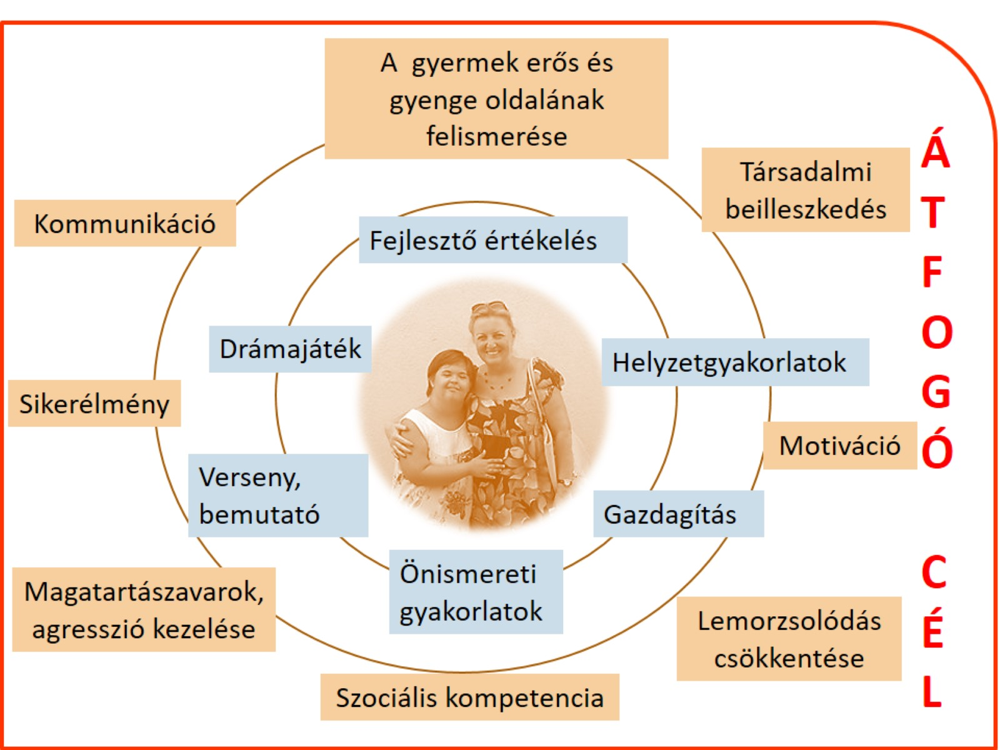 A  gyermek erős és
gyenge oldalának
felismerése
Társadalmi
beilleszkedés
Kommunikáció
Fejlesztő értékelés
Drámajáték
Helyzetgyakorlatok
Sikerélmény
Motiváció
Verseny,
bemutató
Gazdagítás
Önismereti
gyakorlatok
Magatartászavarok,
agresszió kezelése
Lemorzsolódás
csökkentése
Szociális kompetencia
Á
T
F
O
G
Ó
C
É
L